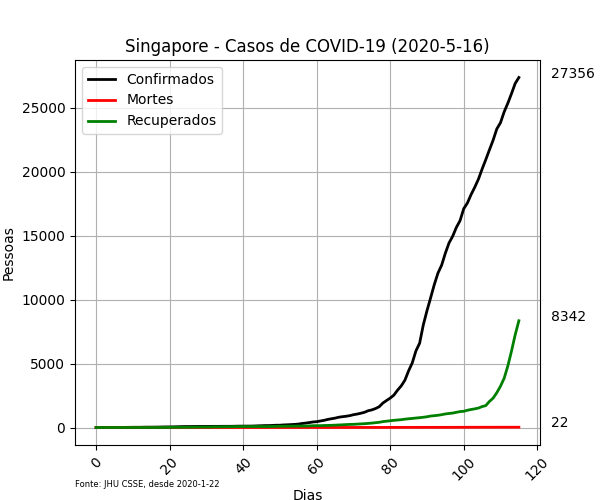 Singapore - Casos de COVID-19 (2020-5-16)
Confirmados
Mortes
Recuperados
27356
8342
22
Pessoas
25000
20000
15000
10000
5000
0
0 20 40 60 80 100 120
Fonte: JHU CSSE, desde 2020-1-22
Dias